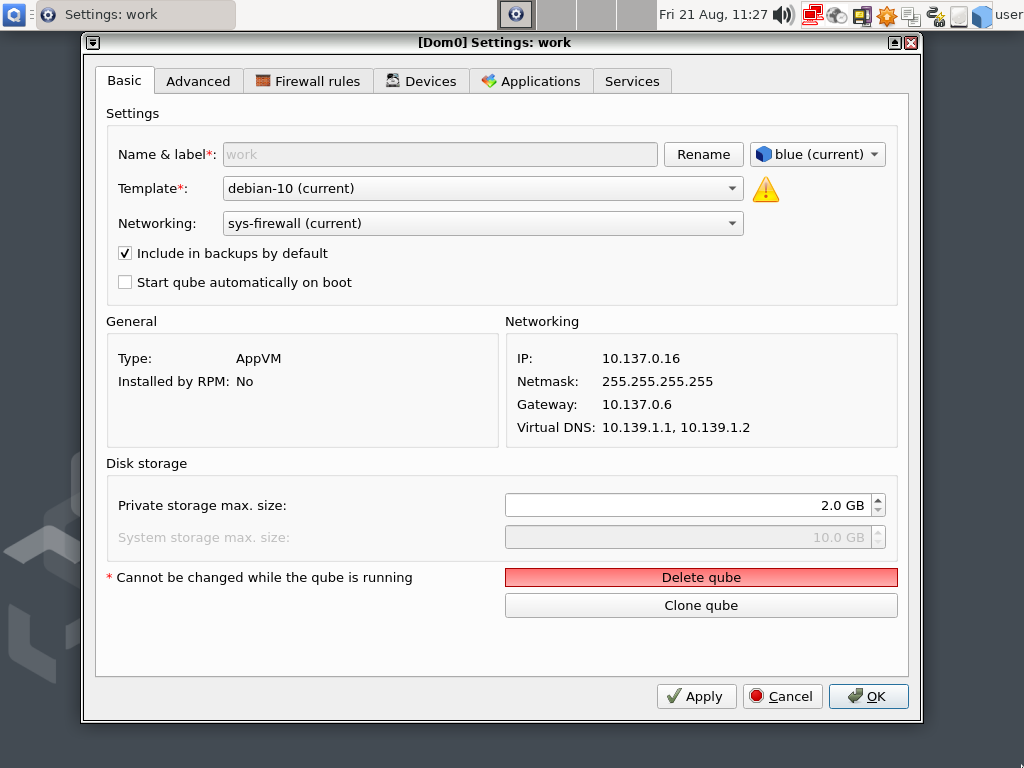 Settings: work
Fri 21 Aug, 11:27
user
[Dom0] Settings: work
Basic Advanced Firewall rules Devices Applications Services
Settings
Name & label*: work Rename blue (current)
Template*: debian-10 (current)
Networking: sys-firewall (current)
Include in backups by default
Start qube automatically on boot
General
Type: AppVM
Installed by RPM: No
Networking
IP: 10.137.0.16
Netmask: 255.255.255.255
Gateway: 10.137.0.6
Virtual DNS: 10.139.1.1, 10.139.1.2
Disk storage
Private storage max. size: 2.0 GB
System storage max. size: 10.0 GB
* Cannot be changed while the qube is running
Delete qube
Clone qube
Apply Cancel OK